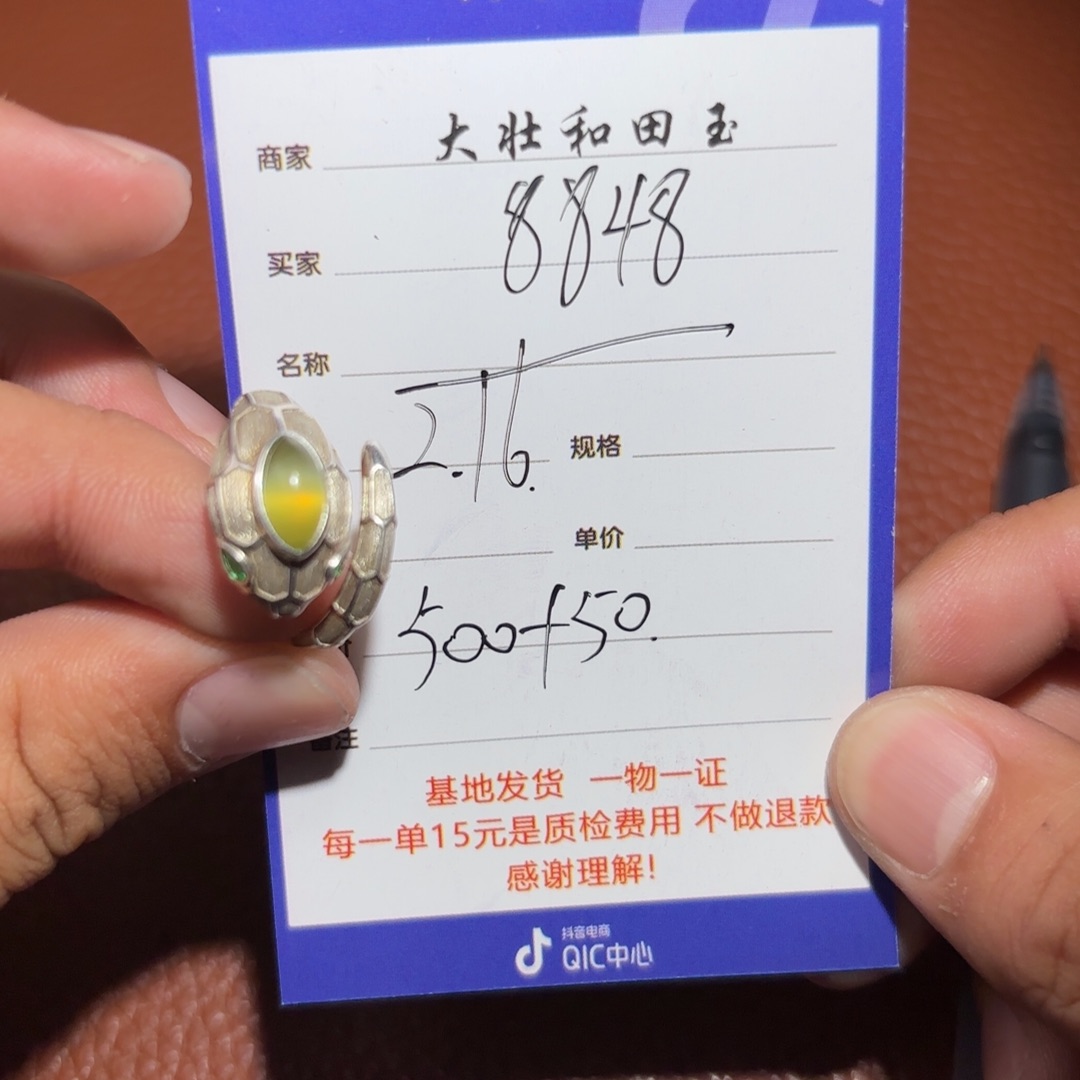 商家 大壮和田玉
买家 8848
名称
2.16. 规格
单价
500+50.
注
基地发货 一物一证
每一单15元是质检费用 不做退款
感谢理解!
抖音电商
QIC中心